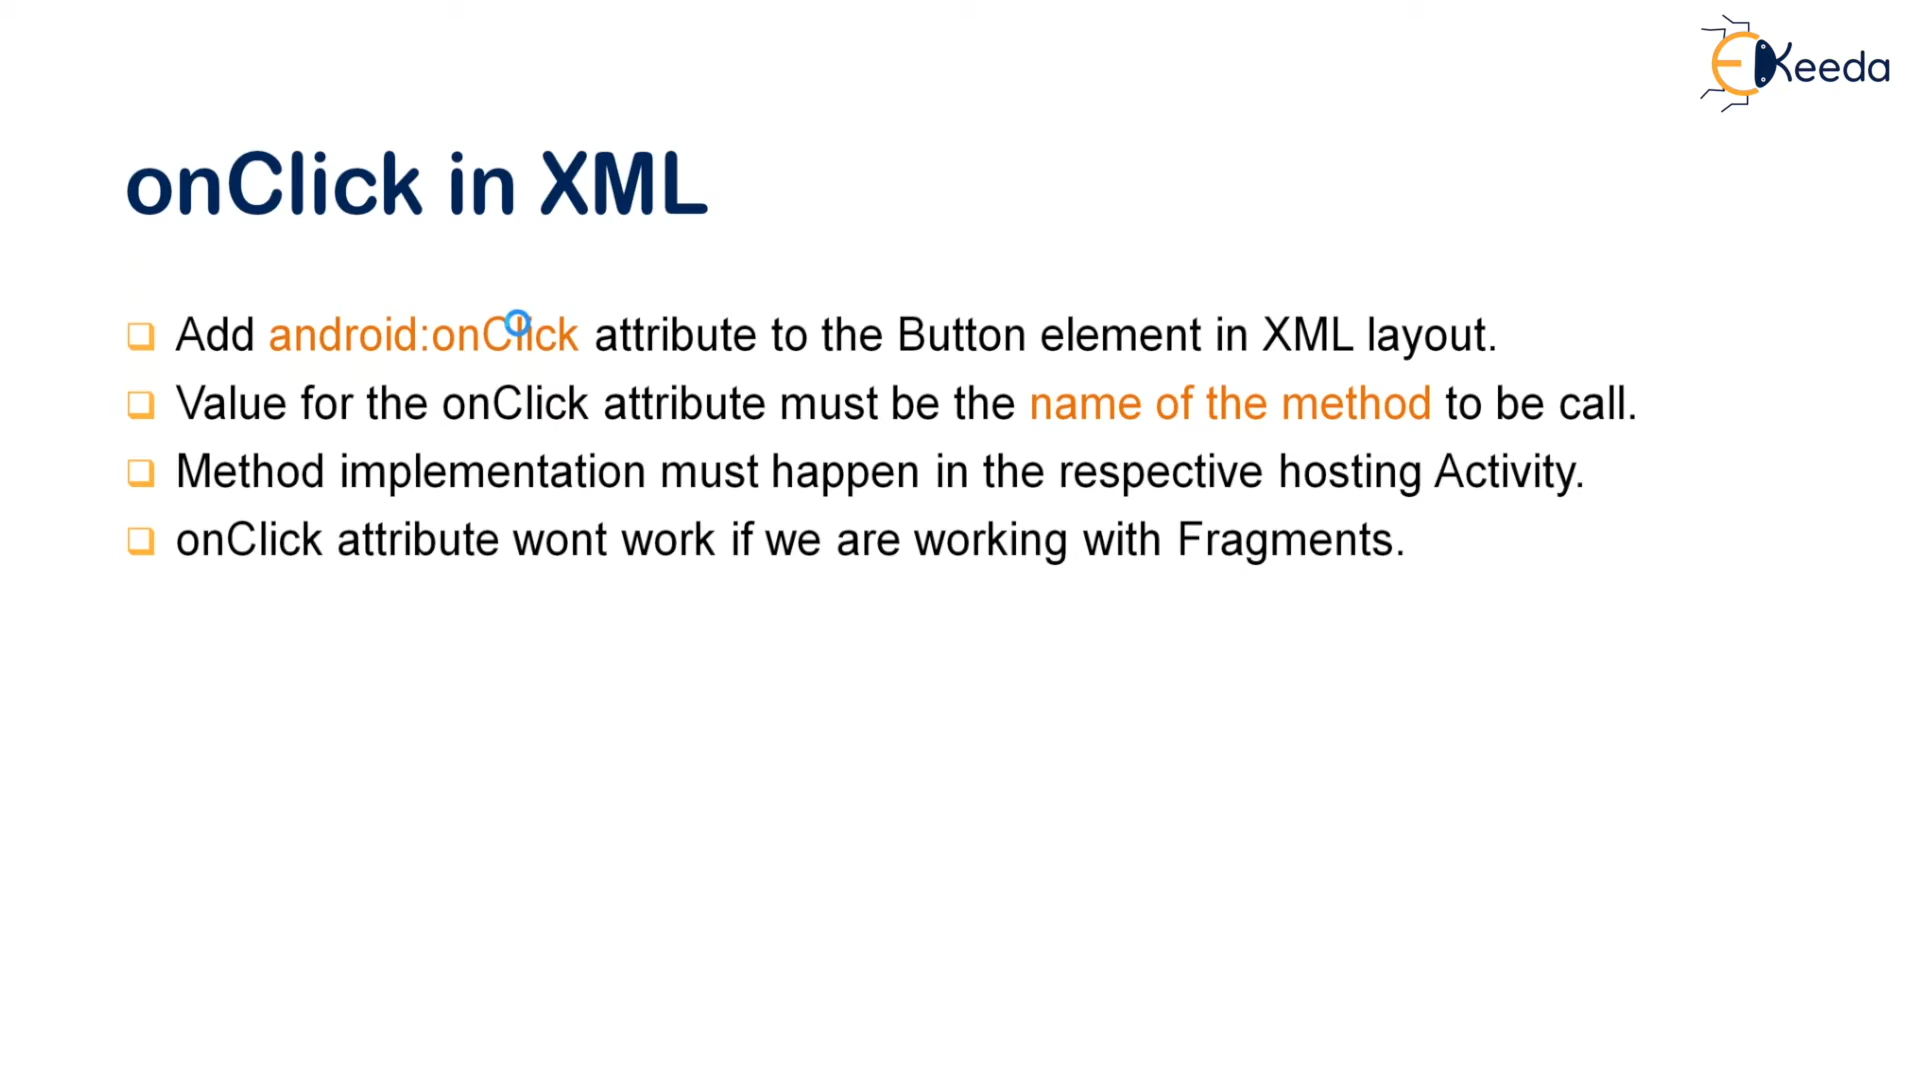 EKeeda
onClick in XML
Add android:onClick attribute to the Button element in XML layout.
Value for the onClick attribute must be the name of the method to be call.
Method implementation must happen in the respective hosting Activity.
onClick attribute wont work if we are working with Fragments.